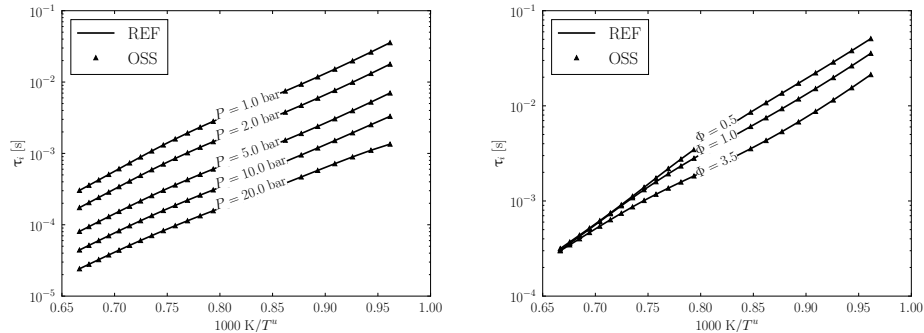 10⁻¹
10⁻²
10⁻³
10⁻⁴
10⁻⁵
τᵢ [s]
REF
OSS
P = 1.0 bar
P = 2.0 bar
P = 5.0 bar
P = 10.0 bar
P = 20.0 bar
0.65 0.70 0.75 0.80 0.85 0.90 0.95 1.00
1000 K/Tᵘ
10⁻¹
10⁻²
10⁻³
10⁻⁴
τᵢ [s]
REF
OSS
Φ = 0.5
Φ = 1.0
Φ = 3.5
0.65 0.70 0.75 0.80 0.85 0.90 0.95 1.00
1000 K/Tᵘ